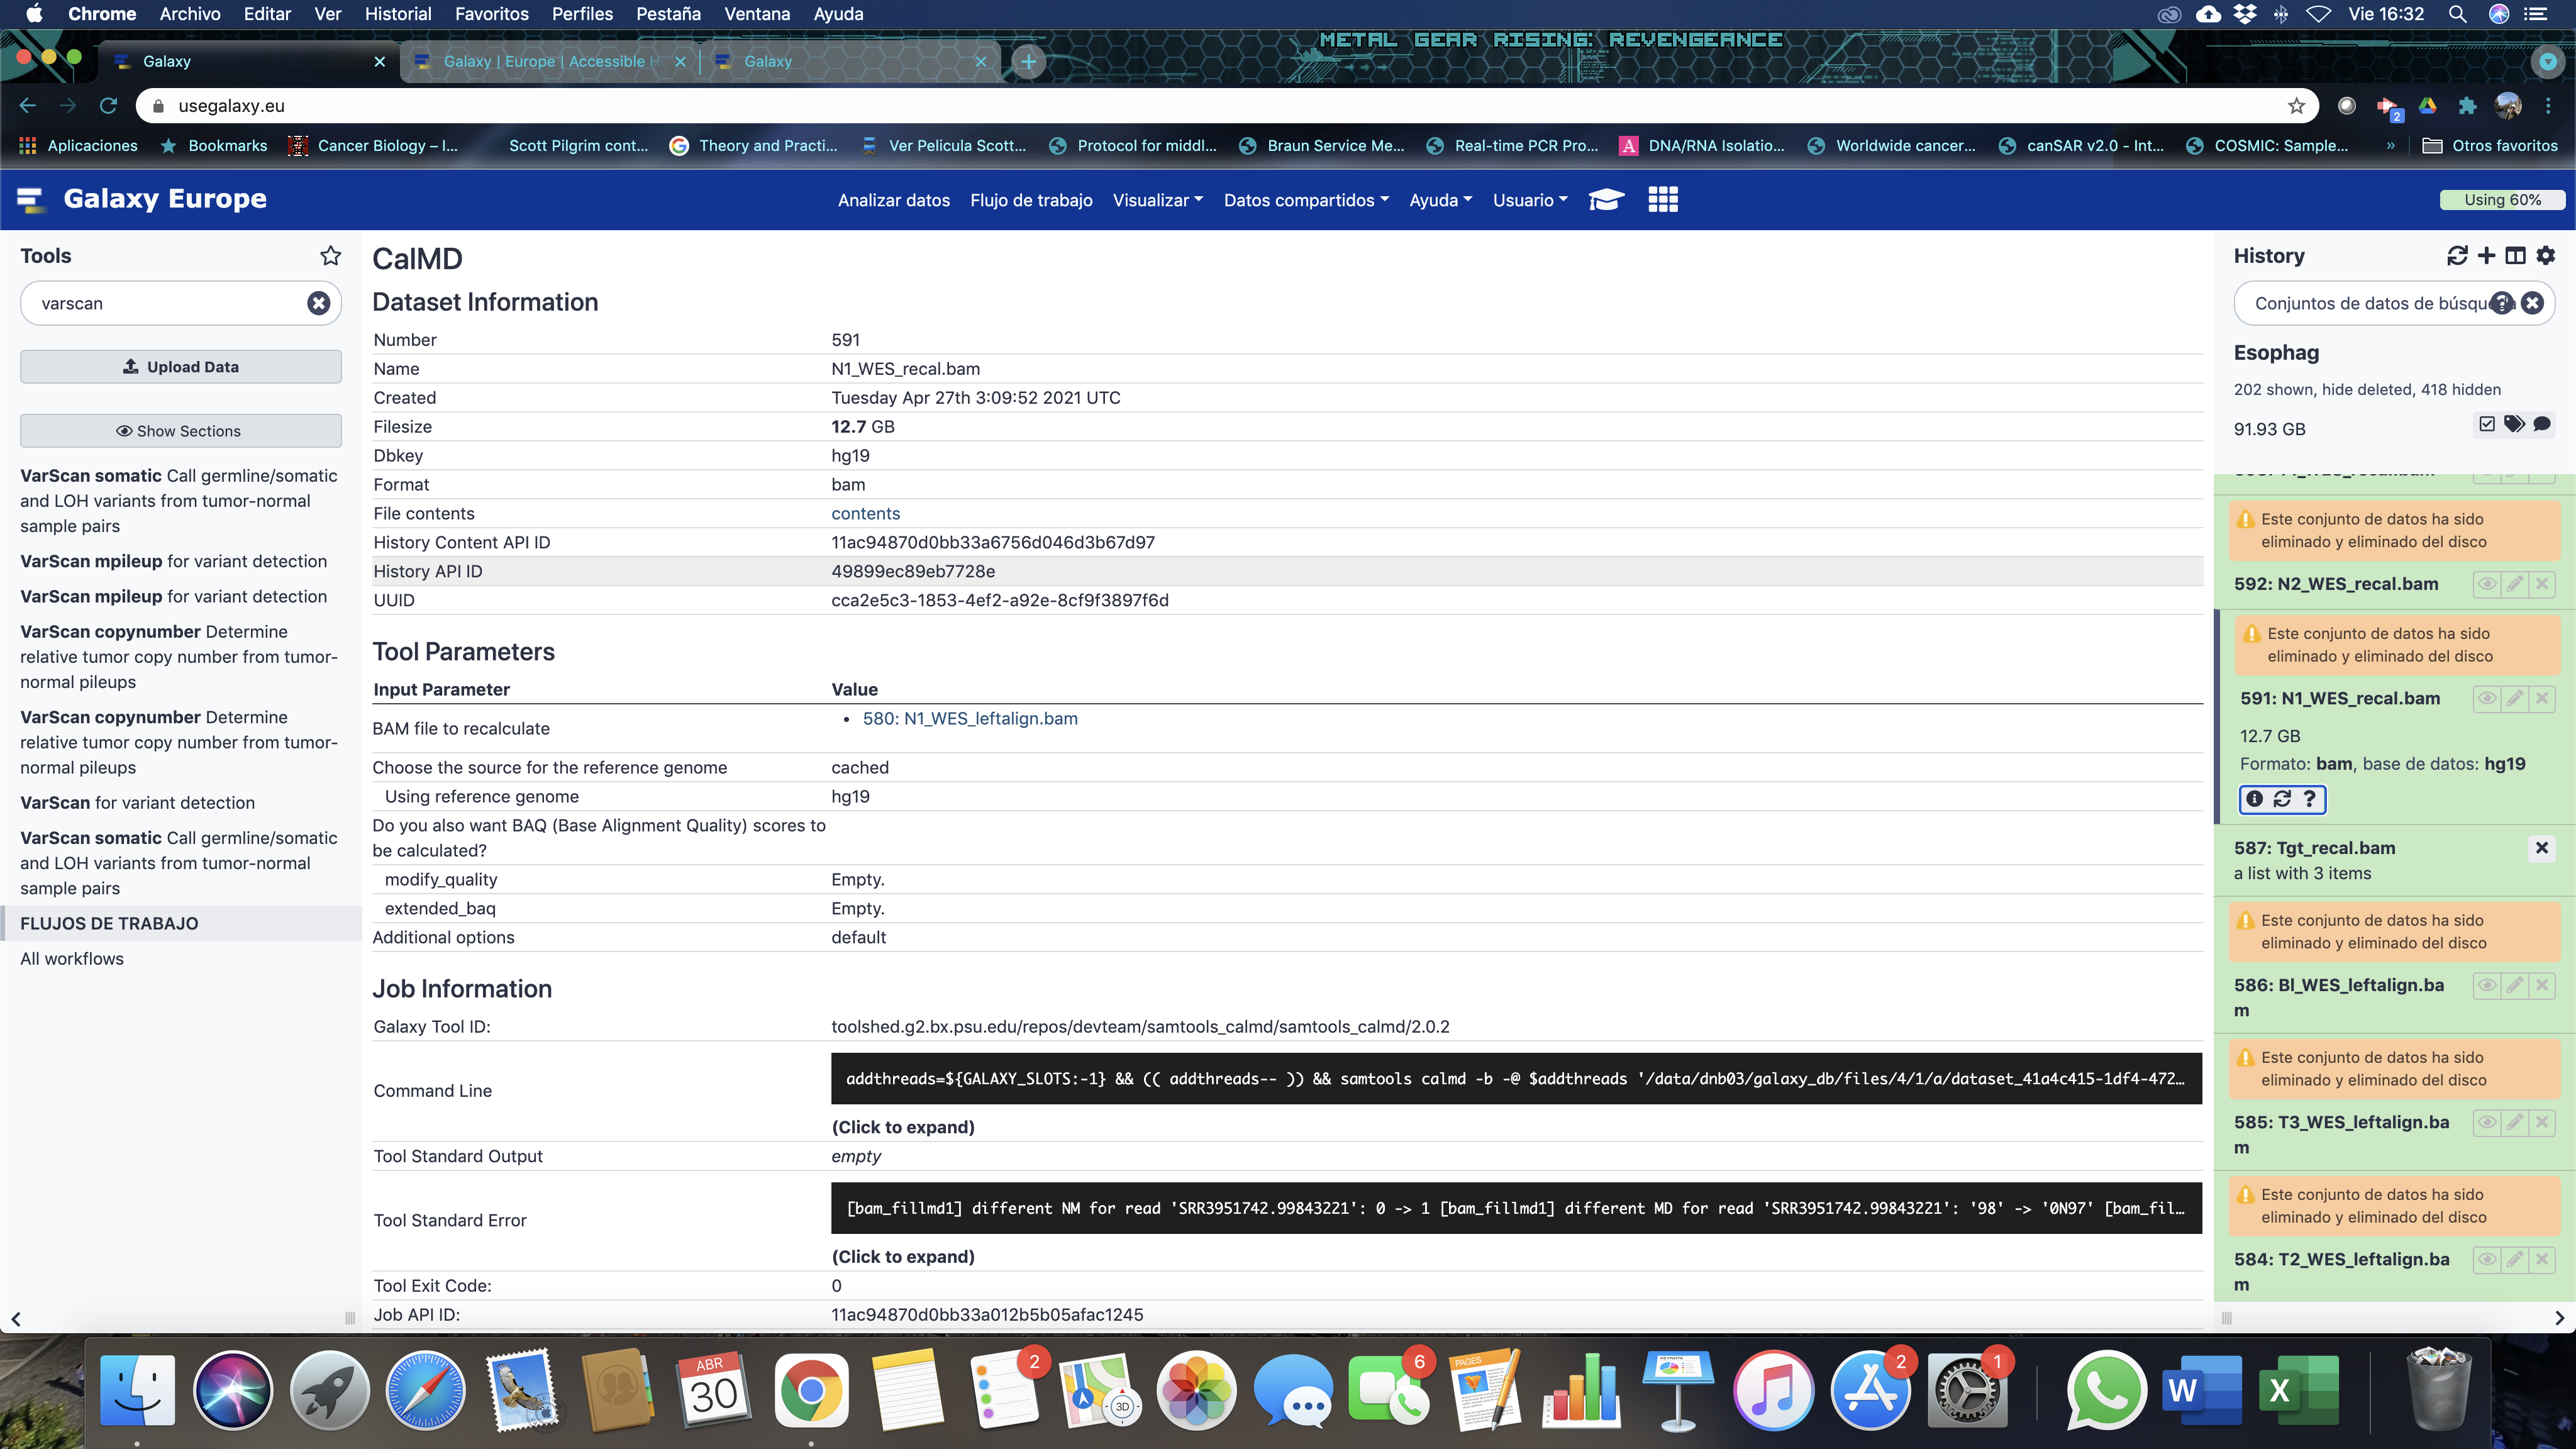 Chrome Archivo Editar Ver Historial Favoritos Perfiles Pestaña Ventana Ayuda
Vie 16:32
METAL GEAR RISING: REVENGEANCE
Galaxy
Galaxy | Europe | Accessible
Galaxy
usegalaxy.eu
2
Aplicaciones Bookmarks Cancer Biology – I... Scott Pilgrim cont... Theory and Practi... Ver Pelicula Scott... Protocol for middl... Braun Service Me... Real-time PCR Pro... A DNA/RNA Isolatio... Worldwide cancer... canSAR v2.0 - Int... COSMIC: Sample... » Otros favoritos
Galaxy Europe
Analizar datos Flujo de trabajo Visualizar Datos compartidos Ayuda Usuario
Using 60%
Tools
varscan
Upload Data
Show Sections
VarScan somatic Call germline/somatic
and LOH variants from tumor-normal
sample pairs
VarScan mpileup for variant detection
VarScan mpileup for variant detection
VarScan copynumber Determine
relative tumor copy number from tumor-
normal pileups
VarScan copynumber Determine
relative tumor copy number from tumor-
normal pileups
VarScan for variant detection
VarScan somatic Call germline/somatic
and LOH variants from tumor-normal
sample pairs
FLUJOS DE TRABAJO
All workflows
CalMD
Dataset Information
Number 591
Name N1_WES_recal.bam
Created Tuesday Apr 27th 3:09:52 2021 UTC
Filesize 12.7 GB
Dbkey hg19
Format bam
File contents contents
History Content API ID 11ac94870d0bb33a6756d046d3b67d97
History API ID 49899ec89eb7728e
UUID cca2e5c3-1853-4ef2-a92e-8cf9f3897f6d
Tool Parameters
Input Parameter Value
BAM file to recalculate • 580: N1_WES_leftalign.bam
Choose the source for the reference genome cached
Using reference genome hg19
Do you also want BAQ (Base Alignment Quality) scores to
be calculated?
modify_quality Empty.
extended_baq Empty.
Additional options default
Job Information
Galaxy Tool ID: toolshed.g2.bx.psu.edu/repos/devteam/samtools_calmd/samtools_calmd/2.0.2
Command Line addthreads=${GALAXY_SLOTS:-1} && (( addthreads-- )) && samtools calmd -b -@ $addthreads '/data/dnb03/galaxy_db/files/4/1/a/dataset_41a4c415-1df4-472…
(Click to expand)
Tool Standard Output empty
Tool Standard Error [bam_fillmd1] different NM for read 'SRR3951742.99843221': 0 -> 1 [bam_fillmd1] different MD for read 'SRR3951742.99843221': '98' -> '0N97' [bam_fil…
(Click to expand)
Tool Exit Code: 0
Job API ID: 11ac94870d0bb33a012b5b05afac1245
History
Conjuntos de datos de búsqu
Esophag
202 shown, hide deleted, 418 hidden
91.93 GB
Este conjunto de datos ha sido
eliminado y eliminado del disco
592: N2_WES_recal.bam
Este conjunto de datos ha sido
eliminado y eliminado del disco
591: N1_WES_recal.bam
12.7 GB
Formato: bam, base de datos: hg19
587: Tgt_recal.bam
a list with 3 items
Este conjunto de datos ha sido
eliminado y eliminado del disco
586: Bl_WES_leftalign.ba
m
Este conjunto de datos ha sido
eliminado y eliminado del disco
585: T3_WES_leftalign.ba
m
Este conjunto de datos ha sido
eliminado y eliminado del disco
584: T2_WES_leftalign.ba
m
ABR
30
2
3D
6
PAGES
KEYNOTE
2
1
W
X